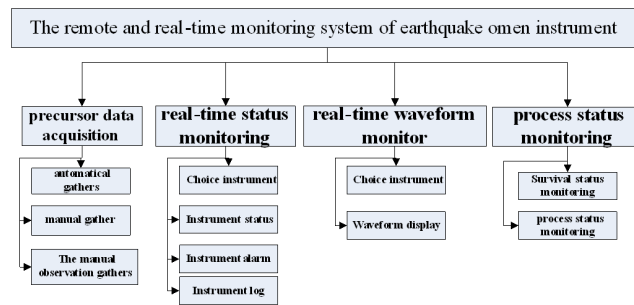 The remote and real-time monitoring system of earthquake omen instrument
precursor data
acquisition
real-time status
monitoring
real-time waveform
monitor
process status
monitoring
automatical
gathers
manual gather
The manual
observation gathers
Choice instrument
Instrument status
Instrument alarm
Instrument log
Choice instrument
Waveform display
Survival status
monitoring
process status
monitoring